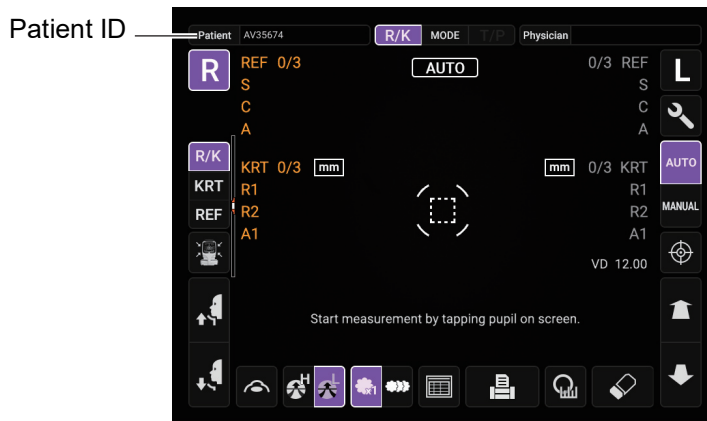 Patient ID
Patient AV35674 R/K MODE T/P Physician
R REF 0/3 AUTO 0/3 REF L
S S
C C
A A
R/K AUTO
KRT 0/3 mm mm 0/3 KRT
KRT R1 R1
REF R2 R2 MANUAL
A1 A1
VD 12.00
Start measurement by tapping pupil on screen.
H L x1